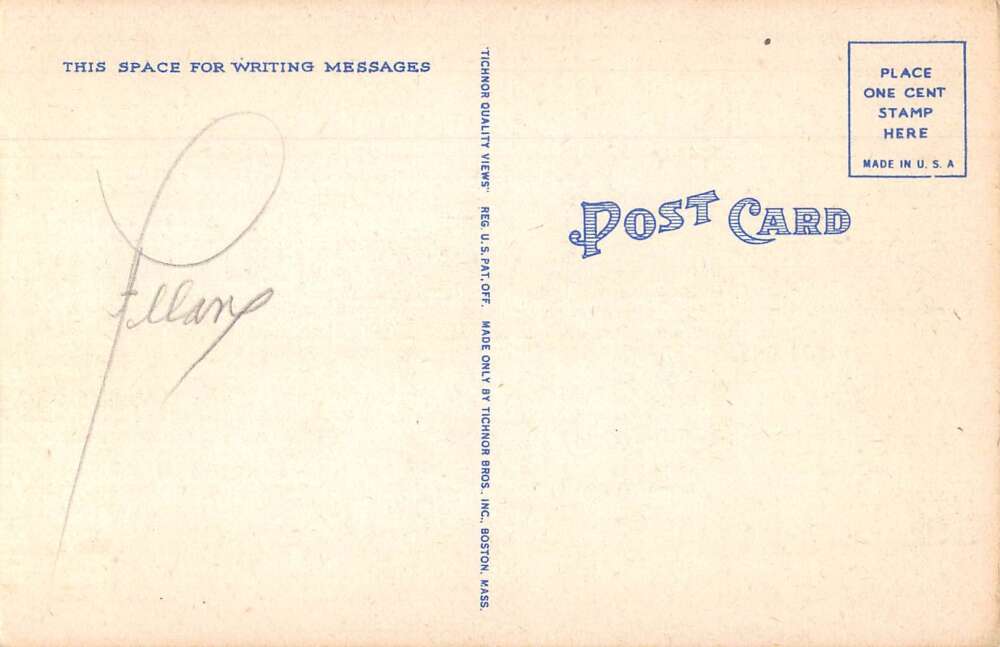 THIS SPACE FOR WRITING MESSAGES
"TICHNOR QUALITY VIEWS" REG. U.S. PAT. OFF. MADE ONLY BY TICHNOR BROS., INC., BOSTON, MASS.
PLACE
ONE CENT
STAMP
HERE
MADE IN U. S. A
POST CARD